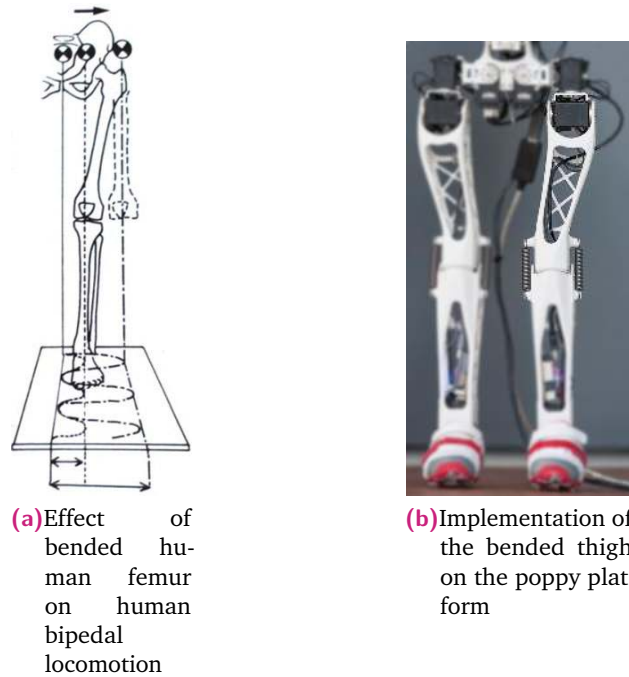 (a)Effect of
bended hu-
man femur
on human
bipedal
locomotion
(b)Implementation of
the bended thigh
on the poppy plat
form